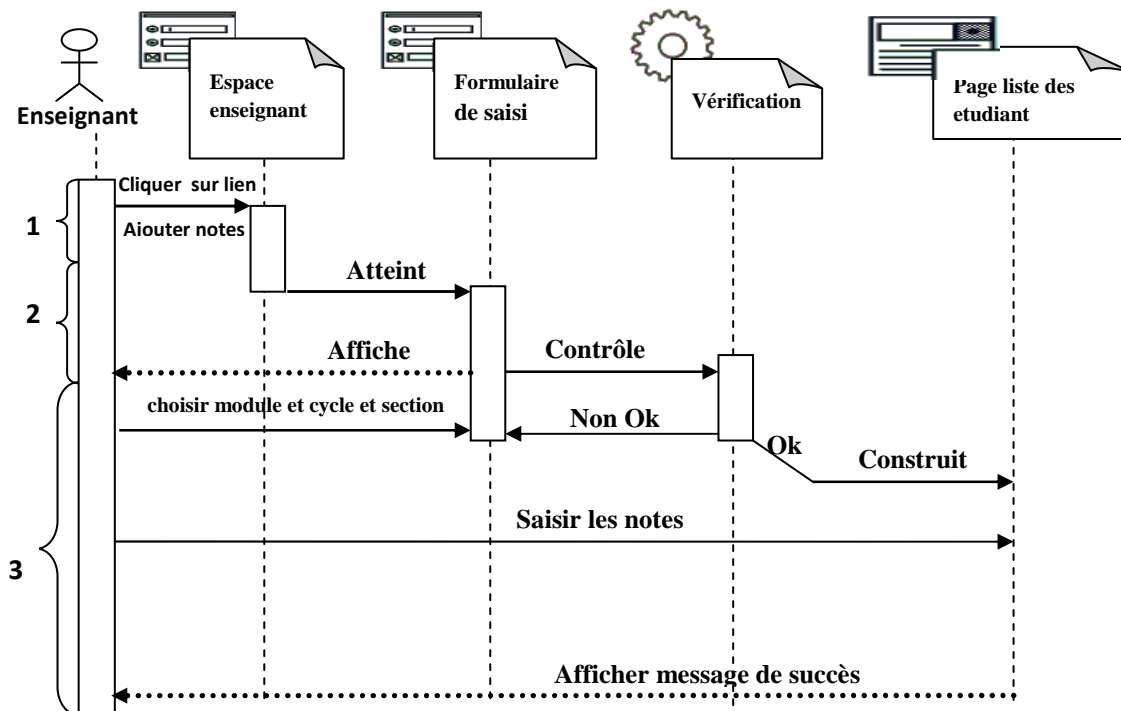 Enseignant
Espace
enseignant
Formulaire
de saisi
Vérification
Page liste des
etudiant
Cliquer sur lien
1
Aiouter notes
Atteint
2
Affiche
Contrôle
choisir module et cycle et section
Non Ok
Ok
Construit
Saisir les notes
3
Afficher message de succès